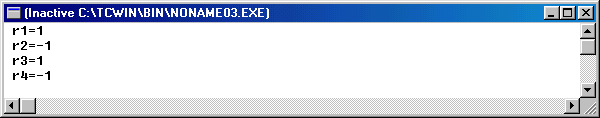 (Inactive C:\TCWIN\BIN\NONAME03.EXE)
r1=1
r2=-1
r3=1
r4=-1